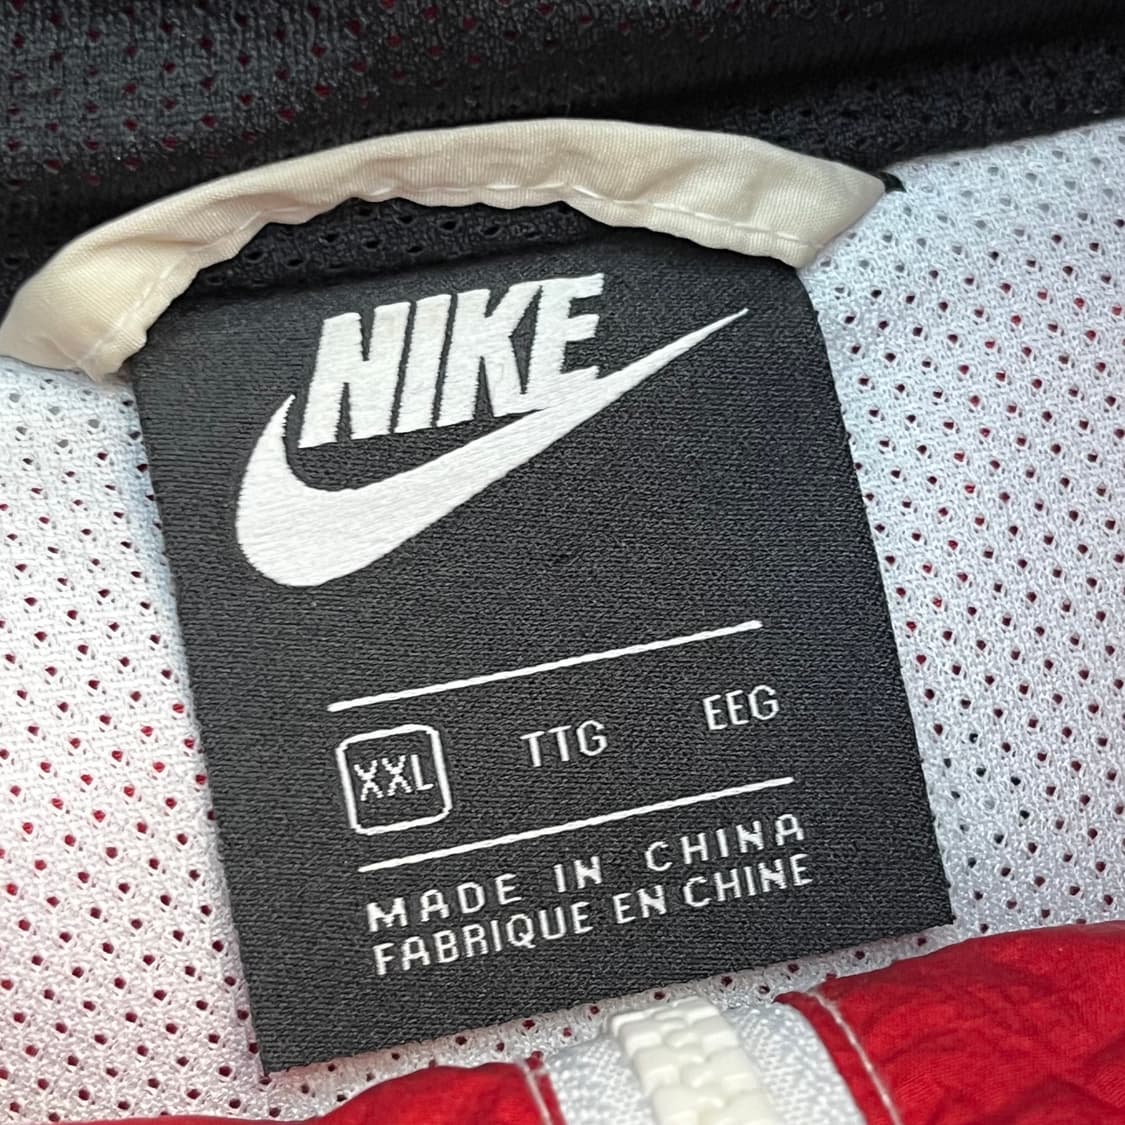 NIKE
XXL TTG EEG
MADE IN CHINA
FABRIQUE EN CHINE